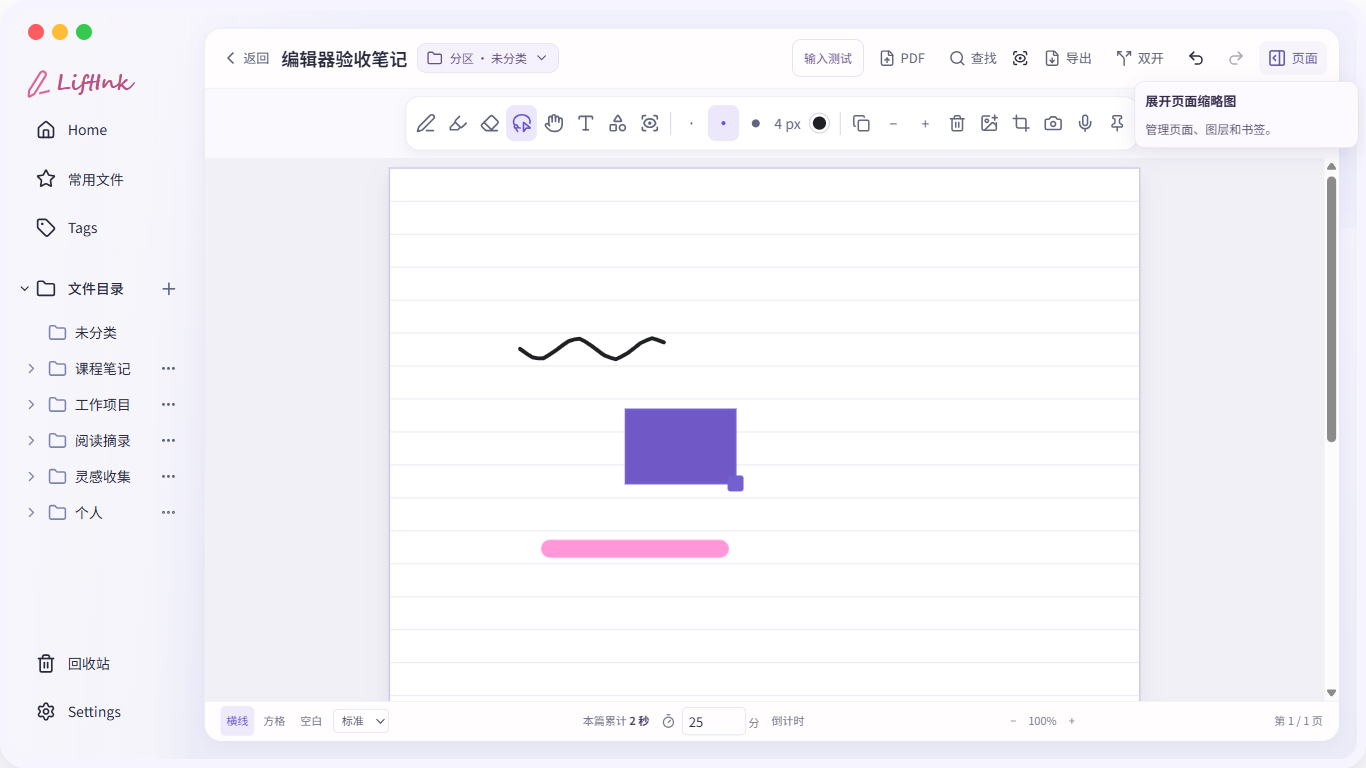 LiftInk
Home
常用文件
Tags
文件目录
未分类
课程笔记
工作项目
阅读摘录
灵感收集
个人
回收站
Settings
返回 编辑器验收笔记 分区 · 未分类 输入测试 PDF 查找 导出 双开 页面
展开页面缩略图
管理页面、图层和书签。
4 px
横线 方格 空白 标准 本篇累计 2 秒 25 分 倒计时 − 100% + 第 1 / 1 页